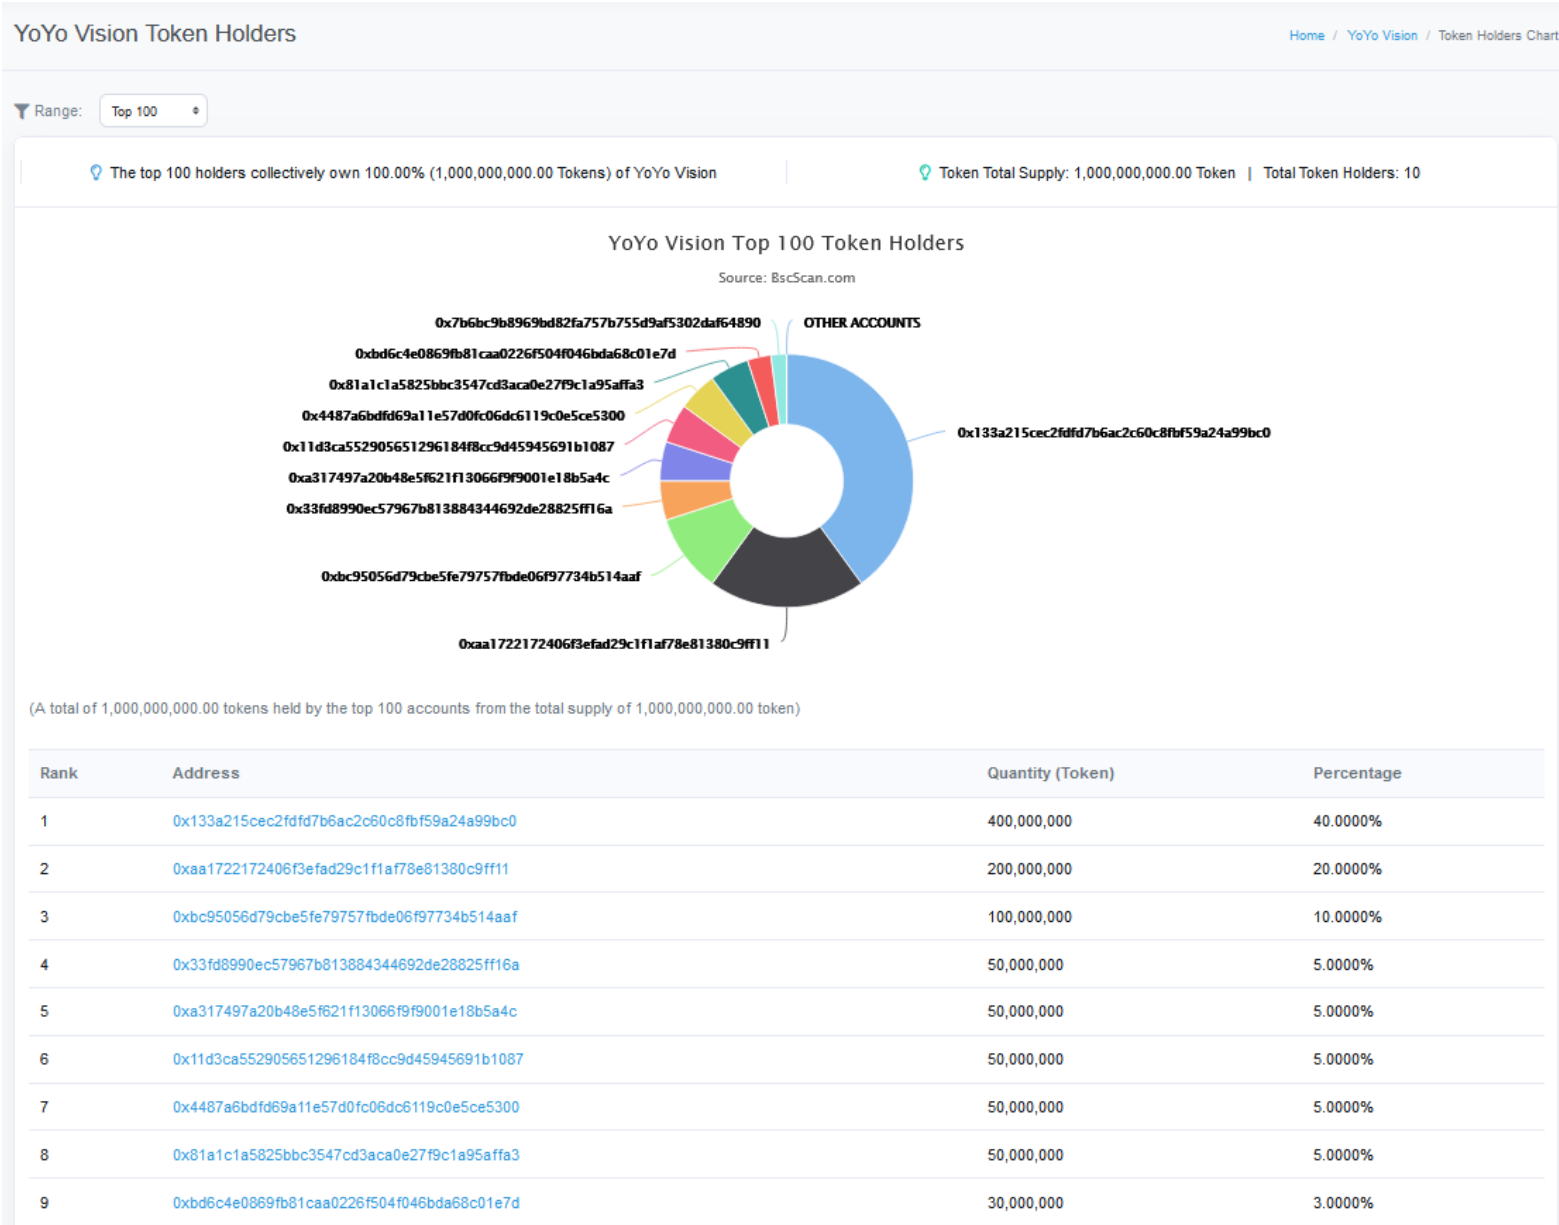 YoYo Vision Token Holders
Home / YoYo Vision / Token Holders Chart
Range: Top 100
The top 100 holders collectively own 100.00% (1,000,000,000.00 Tokens) of YoYo Vision
Token Total Supply: 1,000,000,000.00 Token | Total Token Holders: 10
YoYo Vision Top 100 Token Holders
Source: BscScan.com
0x7b6bc9b8969bd82fa757b755d9af5302daf64890
OTHER ACCOUNTS
0xbd6c4e0869fb81caa0226f504f046bda68c01e7d
0x81a1c1a5825bbc3547cd3aca0e27f9c1a95affa3
0x4487a6bdfd69a11e57d0fc06dc6119c0e5ce5300
0x133a215cec2fdfd7b6ac2c60c8fbf59a24a99bc0
0x11d3ca552905651296184f8cc9d45945691b1087
0xa317497a20b48e5f621f13066f9f9001e18b5a4c
0x33fd8990ec57967b813884344692de28825ff16a
0xbc95056d79cbe5fe79757fbde06f97734b514aaf
0xaa1722172406f3efad29c1f1af78e81380c9ff11
(A total of 1,000,000,000.00 tokens held by the top 100 accounts from the total supply of 1,000,000,000.00 token)
Rank Address Quantity (Token) Percentage
1 0x133a215cec2fdfd7b6ac2c60c8fbf59a24a99bc0 400,000,000 40.0000%
2 0xaa1722172406f3efad29c1f1af78e81380c9ff11 200,000,000 20.0000%
3 0xbc95056d79cbe5fe79757fbde06f97734b514aaf 100,000,000 10.0000%
4 0x33fd8990ec57967b813884344692de28825ff16a 50,000,000 5.0000%
5 0xa317497a20b48e5f621f13066f9f9001e18b5a4c 50,000,000 5.0000%
6 0x11d3ca552905651296184f8cc9d45945691b1087 50,000,000 5.0000%
7 0x4487a6bdfd69a11e57d0fc06dc6119c0e5ce5300 50,000,000 5.0000%
8 0x81a1c1a5825bbc3547cd3aca0e27f9c1a95affa3 50,000,000 5.0000%
9 0xbd6c4e0869fb81caa0226f504f046bda68c01e7d 30,000,000 3.0000%